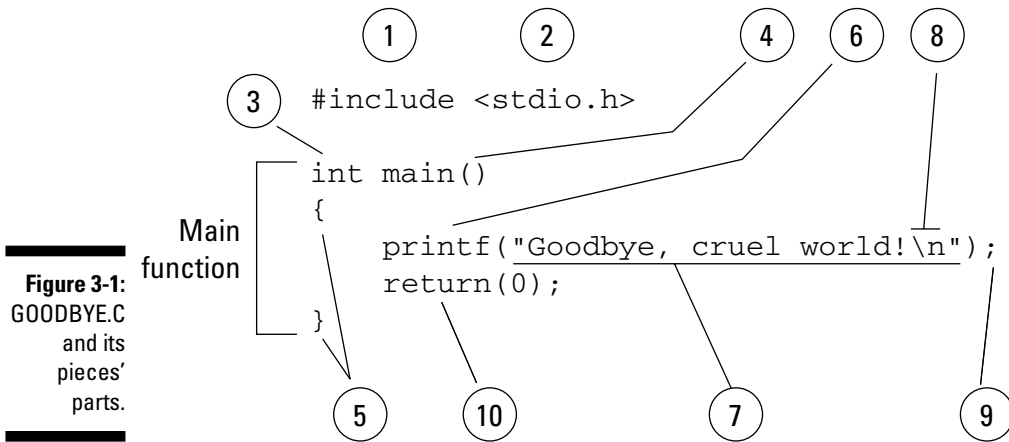 1 2 4 6 8
3 #include <stdio.h>
int main()
{
Main function
printf("Goodbye, cruel world!\n");
return(0);
}
Figure 3-1:
GOODBYE.C
and its
pieces'
parts.
5 10 7 9